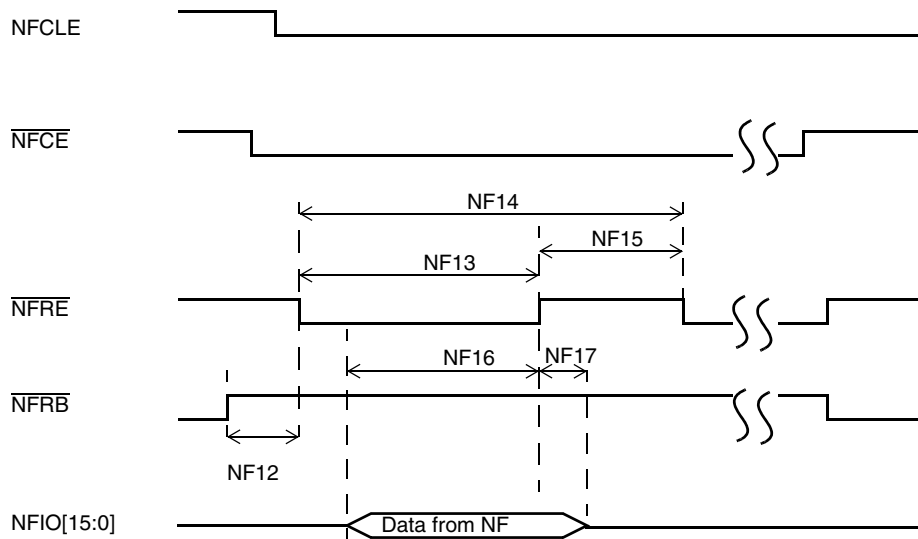 NFCLE
NFCE
NF14
NF15
NF13
NFRE
NF16 NF17
NFRB
NF12
NFIO[15:0] Data from NF